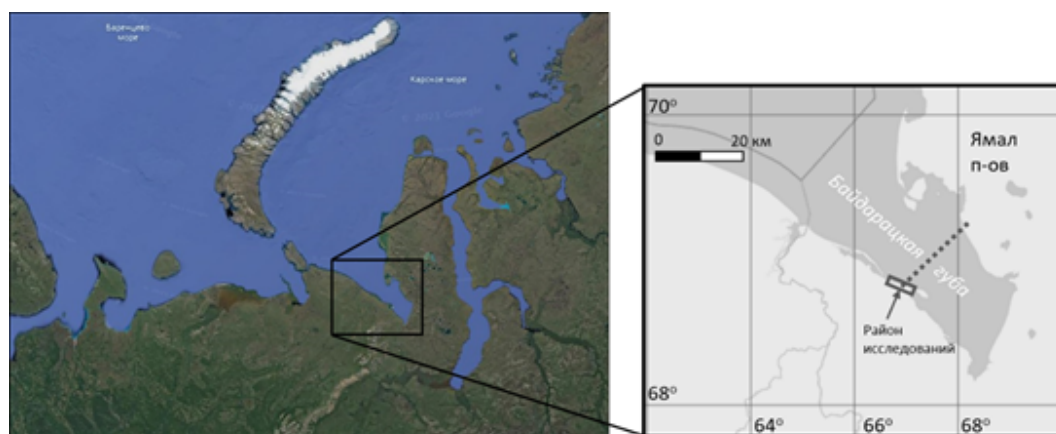 Баренцево
море
Карское море
70°
0 20 км
Ямал
п-ов
Байдарацкая губа
Район
исследований
68°
64° 66° 68°